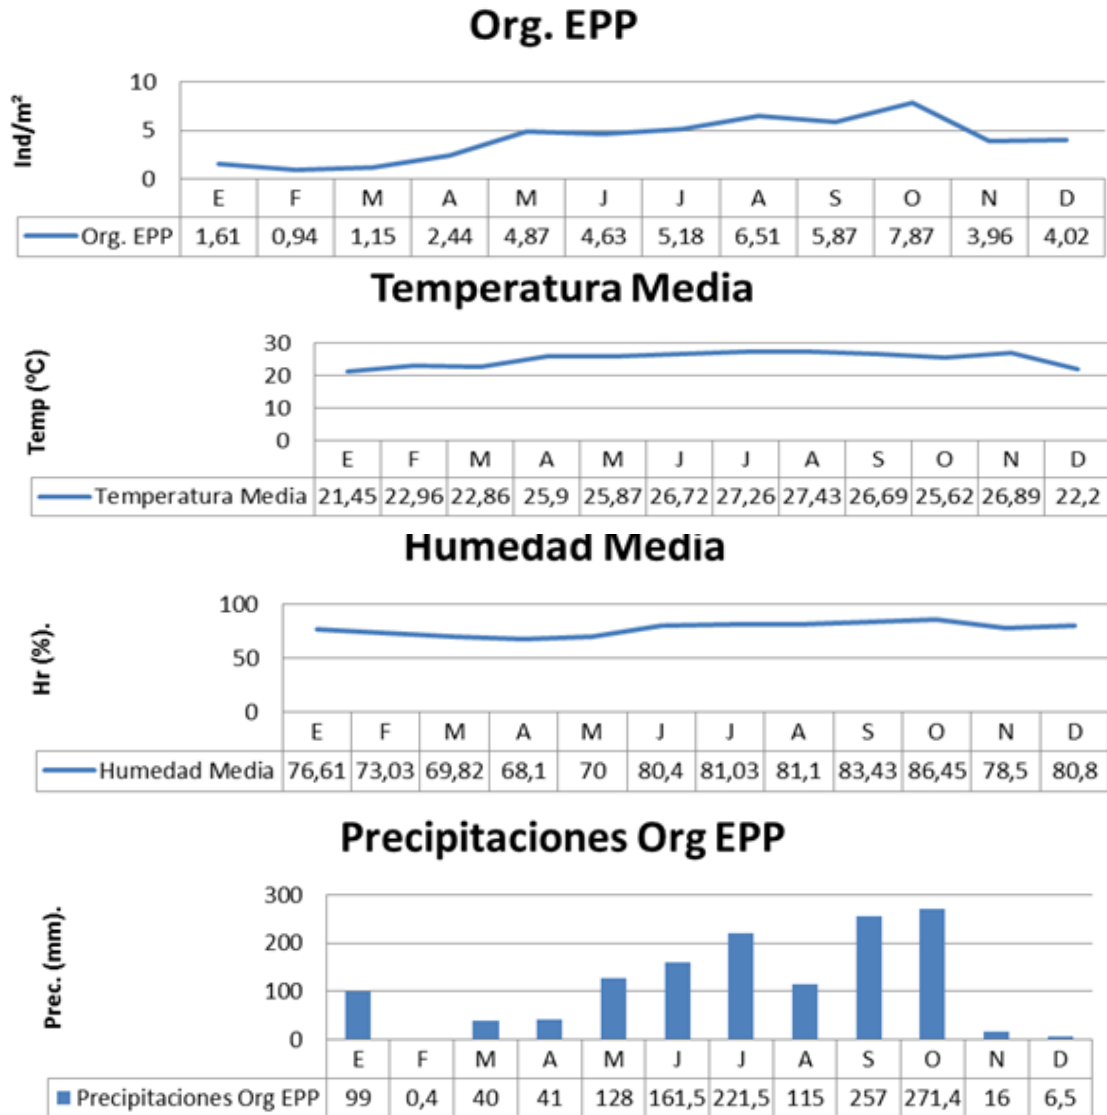 Org. EPP
Ind/m²
10
5
0
E F M A M J J A S O N D
Org. EPP 1,61 0,94 1,15 2,44 4,87 4,63 5,18 6,51 5,87 7,87 3,96 4,02
Temperatura Media
Temp (ºC)
30
20
10
0
E F M A M J J A S O N D
Temperatura Media 21,45 22,96 22,86 25,9 25,87 26,72 27,26 27,43 26,69 25,62 26,89 22,2
Humedad Media
Hr (%).
100
50
0
E F M A M J J A S O N D
Humedad Media 76,61 73,03 69,82 68,1 70 80,4 81,03 81,1 83,43 86,45 78,5 80,8
Precipitaciones Org EPP
Prec. (mm).
300
200
100
0
E F M A M J J A S O N D
Precipitaciones Org EPP 99 0,4 40 41 128 161,5 221,5 115 257 271,4 16 6,5